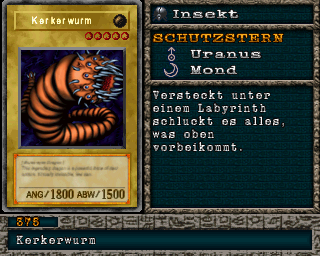 Kerkerwurm
ANG/1800 ABW/1500
Insekt
SCHUTZSTERN
Uranus
Mond
Versteckt unter
einem Labyrinth
schluckt es alles,
was oben
vorbeikommt.
375
Kerkerwurm